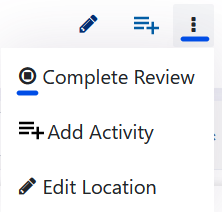 Complete Review
Add Activity
Edit Location